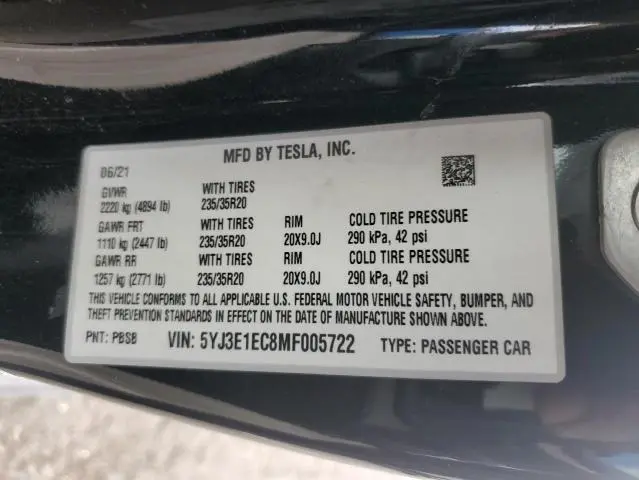 MFD BY TESLA, INC.
06/21
GVWR WITH TIRES
2220 kg (4894 lb) 235/35R20
GAWR FRT WITH TIRES RIM COLD TIRE PRESSURE
1110 kg (2447 lb) 235/35R20 20X9.0J 290 kPa, 42 psi
GAWR RR WITH TIRES RIM COLD TIRE PRESSURE
1257 kg (2771 lb) 235/35R20 20X9.0J 290 kPa, 42 psi
THIS VEHICLE CONFORMS TO ALL APPLICABLE U.S. FEDERAL MOTOR VEHICLE SAFETY, BUMPER, AND
THEFT PREVENTION STANDARDS IN EFFECT ON THE DATE OF MANUFACTURE SHOWN ABOVE.
PNT: PBSB VIN: 5YJ3E1EC8MF005722 TYPE: PASSENGER CAR